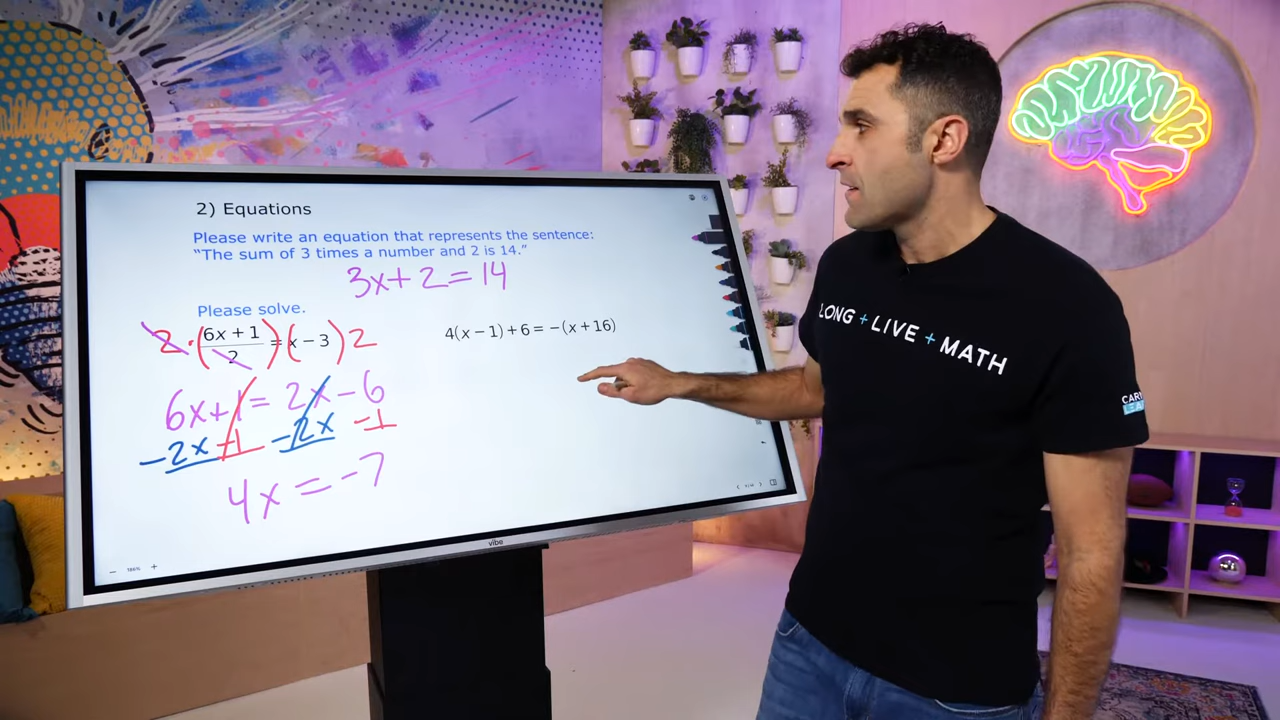 2) Equations
Please write an equation that represents the sentence:
“The sum of 3 times a number and 2 is 14.”
3x+2=14
Please solve.
2·(6x+1)=(x−3)2
2
6x+1=2x−6
−2x −1 −2x −1
4x=−7
4(x−1)+6=−(x+16)
vibe
186%
LONG+LIVE+MATH